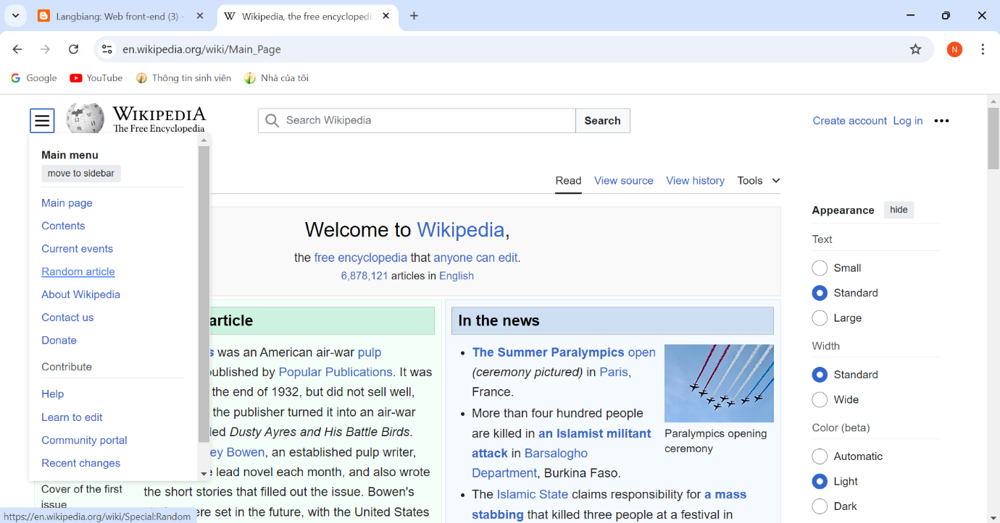 Langbiang: Web front-end (3) -
Wikipedia, the free encyclopedi
en.wikipedia.org/wiki/Main_Page
N
Google
YouTube
Thông tin sinh viên
Nhà của tôi
WIKIPEDIA
The Free Encyclopedia
Search Wikipedia
Search
Create account
Log in
Main menu
move to sidebar
Main page
Contents
Current events
Random article
About Wikipedia
Contact us
Donate
Contribute
Help
Learn to edit
Community portal
Recent changes
Read
View source
View history
Tools
Welcome to Wikipedia,
the free encyclopedia that anyone can edit.
6,878,121 articles in English
article
s was an American air-war pulp
published by Popular Publications. It was
the end of 1932, but did not sell well,
the publisher turned it into an air-war
led Dusty Ayres and His Battle Birds.
ey Bowen, an established pulp writer,
lead novel each month, and also wrote
the short stories that filled out the issue. Bowen's
ere set in the future, with the United States
Cover of the first
issue
In the news
• The Summer Paralympics open
(ceremony pictured) in Paris,
France.
• More than four hundred people
are killed in an Islamist militant
attack in Barsalogho
Department, Burkina Faso.
• The Islamic State claims responsibility for a mass
stabbing that killed three people at a festival in
Paralympics opening
ceremony
Appearance
hide
Text
Small
Standard
Large
Width
Standard
Wide
Color (beta)
Automatic
Light
Dark
https://en.wikipedia.org/wiki/Special:Random